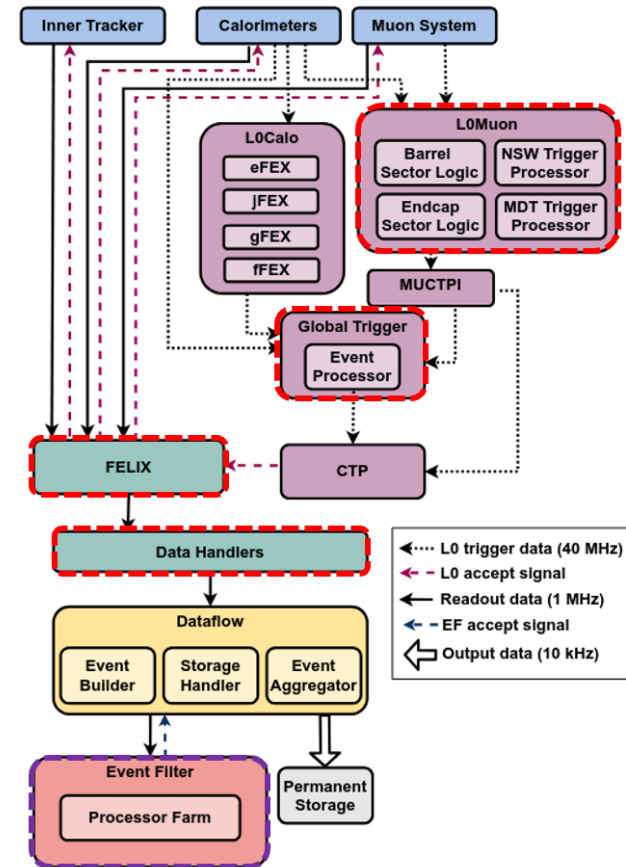 Inner Tracker
Calorimeters
Muon System
L0Calo
eFEX
jFEX
gFEX
fFEX
L0Muon
Barrel
Sector Logic
NSW Trigger
Processor
Endcap
Sector Logic
MDT Trigger
Processor
MUCTPI
Global Trigger
Event
Processor
FELIX
CTP
Data Handlers
L0 trigger data (40 MHz)
L0 accept signal
Readout data (1 MHz)
EF accept signal
Output data (10 kHz)
Dataflow
Event
Builder
Storage
Handler
Event
Aggregator
Event Filter
Processor Farm
Permanent
Storage